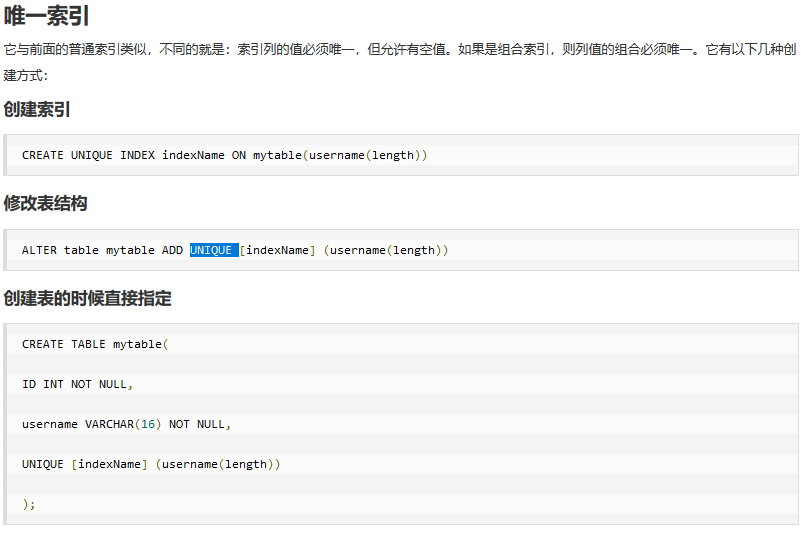 唯一索引
它与前面的普通索引类似，不同的就是：索引列的值必须唯一，但允许有空值。如果是组合索引，则列值的组合必须唯一。它有以下几种创
建方式：
创建索引
CREATE UNIQUE INDEX indexName ON mytable(username(length))
修改表结构
ALTER table mytable ADD UNIQUE [indexName] (username(length))
创建表的时候直接指定
CREATE TABLE mytable(
ID INT NOT NULL,
username VARCHAR(16) NOT NULL,
UNIQUE [indexName] (username(length))
);